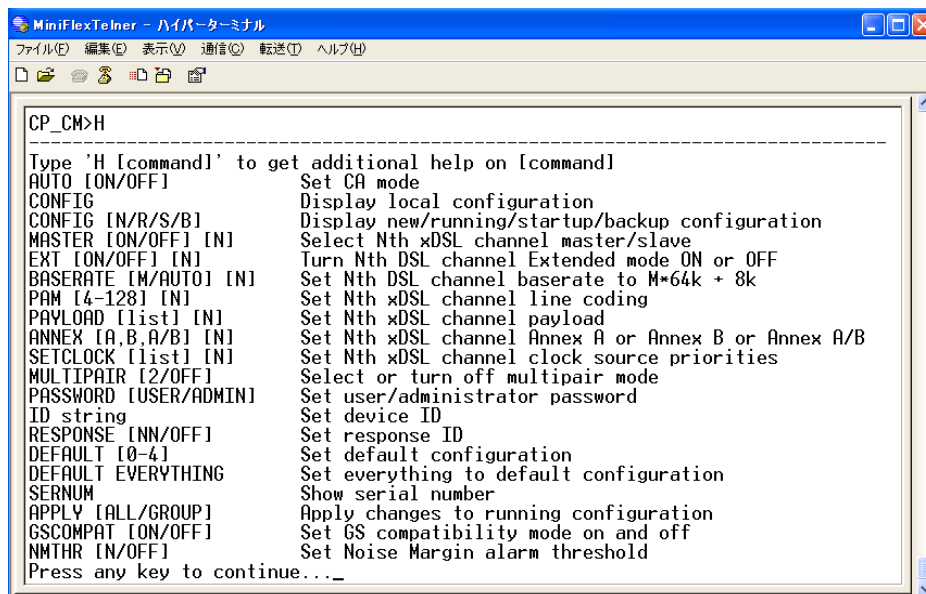 MiniFlexTelner - ハイパーターミナル
ファイル(F) 編集(E) 表示(V) 通信(C) 転送(T) ヘルプ(H)
CP_CM>H
--------------------------------------------------------------------------------
Type 'H [command]' to get additional help on [command]
AUTO [ON/OFF] Set CA mode
CONFIG Display local configuration
CONFIG [N/R/S/B] Display new/running/startup/backup configuration
MASTER [ON/OFF] [N] Select Nth xDSL channel master/slave
EXT [ON/OFF] [N] Turn Nth DSL channel Extended mode ON or OFF
BASERATE [M/AUTO] [N] Set Nth DSL channel baserate to M*64k + 8k
PAM [4-128] [N] Set Nth xDSL channel line coding
PAYLOAD [list] [N] Set Nth xDSL channel payload
ANNEX [A,B,A/B] [N] Set Nth xDSL channel Annex A or Annex B or Annex A/B
SETCLOCK [list] [N] Set Nth xDSL channel clock source priorities
MULTIPAIR [2/OFF] Select or turn off multipair mode
PASSWORD [USER/ADMIN] Set user/administrator password
ID string Set device ID
RESPONSE [NN/OFF] Set response ID
DEFAULT [0-4] Set default configuration
DEFAULT EVERYTHING Set everything to default configuration
SERNUM Show serial number
APPLY [ALL/GROUP] Apply changes to running configuration
GSCOMPAT [ON/OFF] Set GS compatibility mode on and off
NMTHR [N/OFF] Set Noise Margin alarm threshold
Press any key to continue..._